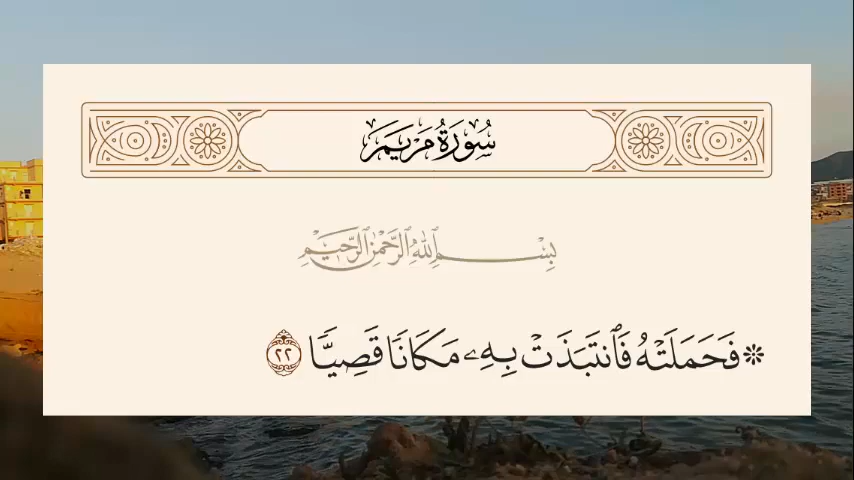 سُورَةُ مَرْيَمَ
بِسْمِ ٱللَّهِ ٱلرَّحْمَٰنِ ٱلرَّحِيمِ
۞ فَحَمَلَتْهُ فَٱنتَبَذَتْ بِهِۦ مَكَانًا قَصِيًّا ٢٢